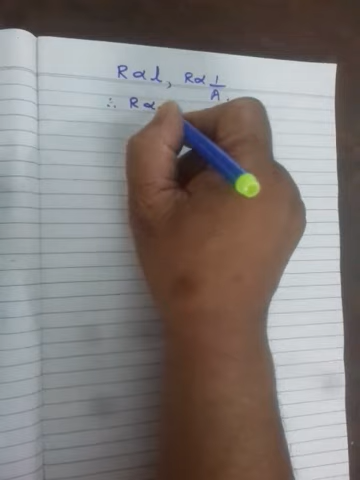 R ∝ l, R ∝ 1/A.
∴ R ∝